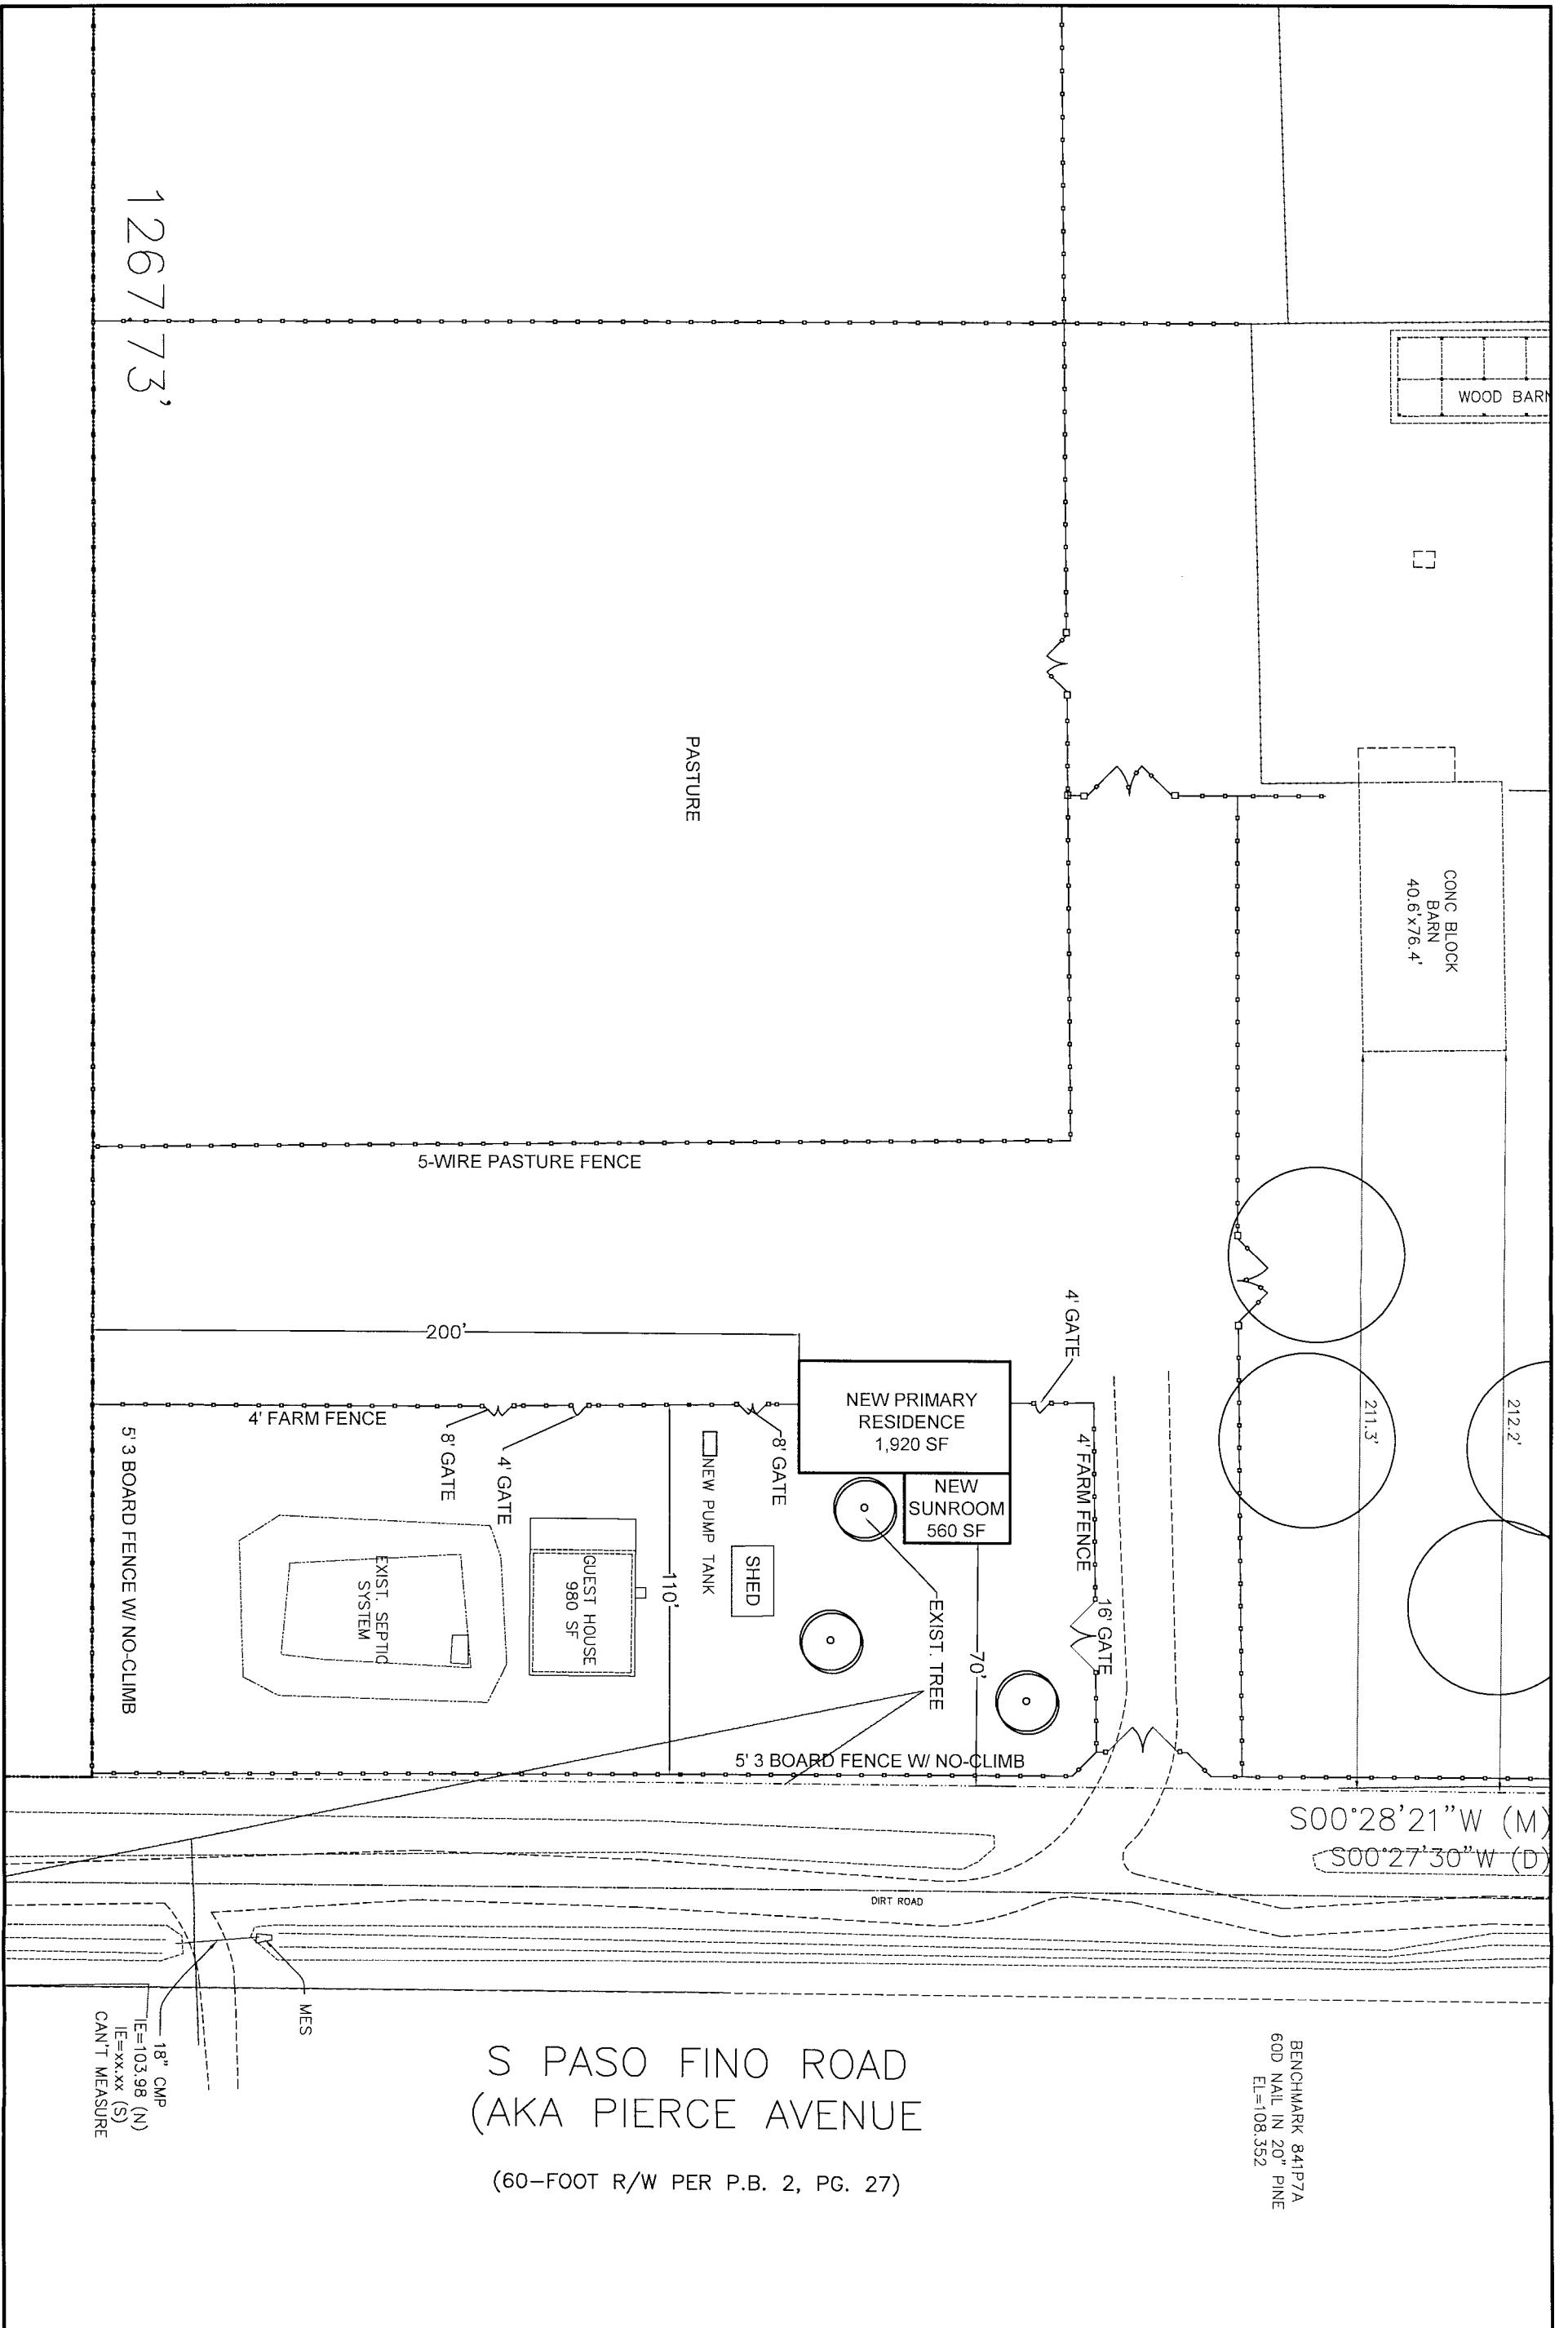 1267.73'
WOOD BARN
PASTURE
CONC BLOCK
BARN
40.6'x76.4'
5-WIRE PASTURE FENCE
4' GATE
200'
NEW PRIMARY
RESIDENCE
1,920 SF
211.3'
212.2'
4' FARM FENCE
5' 3 BOARD FENCE W/ NO-CLIMB
8' GATE
4' GATE
NEW PUMP TANK
8' GATE
NEW
SUNROOM
560 SF
4' FARM FENCE
EXIST. SEPTIC
SYSTEM
GUEST HOUSE
980 SF
110'
SHED
EXIST. TREE
70'
16' GATE
5' 3 BOARD FENCE W/ NO-CLIMB
S00°28'21"W (M)
S00°27'30"W (D)
DIRT ROAD
MES
18" CMP
IE=103.98 (N)
IE=xx.xx (S)
CAN'T MEASURE
S PASO FINO ROAD
(AKA PIERCE AVENUE
(60-FOOT R/W PER P.B. 2, PG. 27)
BENCHMARK 841P7A
60D NAIL IN 20" PINE
EL=108.352